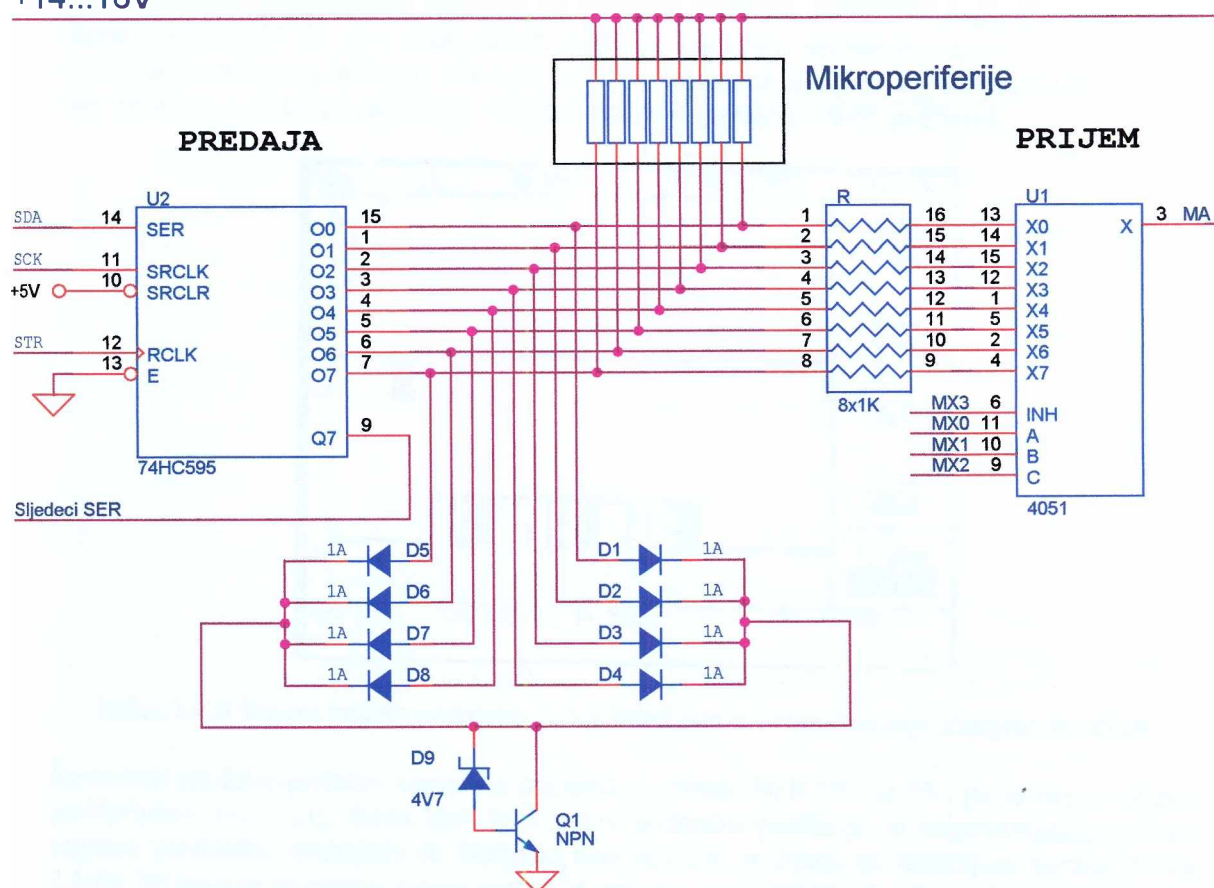 +14...16V
Mikroperiferije
PREDAJA
PRIJEM
U2
SDA 14 SER
SCK 11 SRCLK
+5V 10 SRCLR
STR 12 RCLK
13 E
O0 15
O1 1
O2 2
O3 3
O4 4
O5 5
O6 6
O7 7
Q7 9
74HC595
Sljedeci SER
R
1 16
2 15
3 14
4 13
5 12
6 11
7 10
8 9
8x1K
U1
13 X0
14 X1
15 X2
12 X3
1 X4
5 X5
2 X6
4 X7
X 3 MA
MX3 6 INH
MX0 11 A
MX1 10 B
MX2 9 C
4051
1A D5
1A D6
1A D7
1A D8
D1 1A
D2 1A
D3 1A
D4 1A
D9
4V7
Q1
NPN